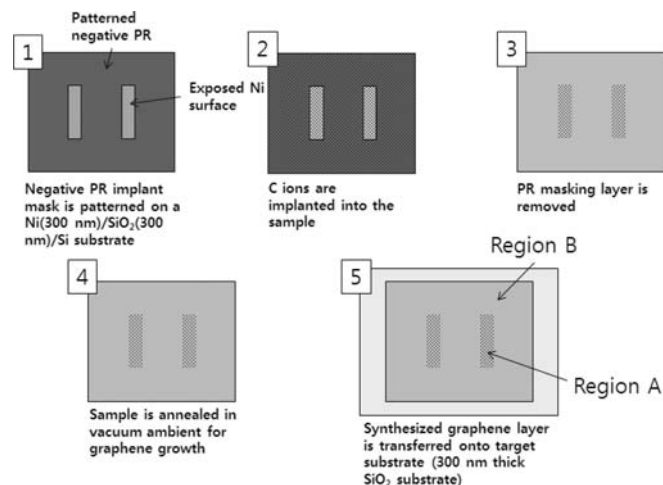 Patterned
negative PR
1
Exposed Ni
surface
Negative PR implant
mask is patterned on a
Ni(300 nm)/SiO₂(300
nm)/Si substrate
2
C ions are
implanted into the
sample
3
PR masking layer is
removed
4
Sample is annealed in
vacuum ambient for
graphene growth
5
Region B
Region A
Synthesized graphene layer
is transferred onto target
substrate (300 nm thick
SiO₂ substrate)